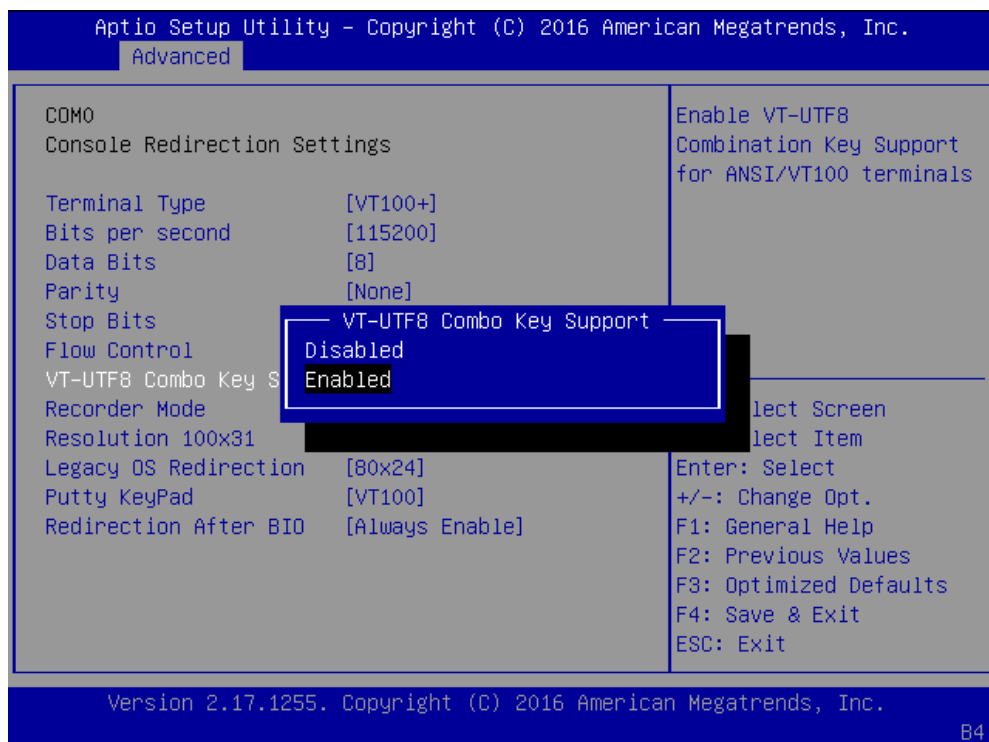 Aptio Setup Utility – Copyright (C) 2016 American Megatrends, Inc.
Advanced
COM0
Console Redirection Settings
Terminal Type [VT100+]
Bits per second [115200]
Data Bits [8]
Parity [None]
Stop Bits
Flow Control
VT-UTF8 Combo Key S
Recorder Mode
Resolution 100x31
Legacy OS Redirection [80x24]
Putty KeyPad [VT100]
Redirection After BIO [Always Enable]
VT-UTF8 Combo Key Support
Disabled
Enabled
Enable VT-UTF8
Combination Key Support
for ANSI/VT100 terminals
lect Screen
lect Item
Enter: Select
+/-: Change Opt.
F1: General Help
F2: Previous Values
F3: Optimized Defaults
F4: Save & Exit
ESC: Exit
Version 2.17.1255. Copyright (C) 2016 American Megatrends, Inc.
B4